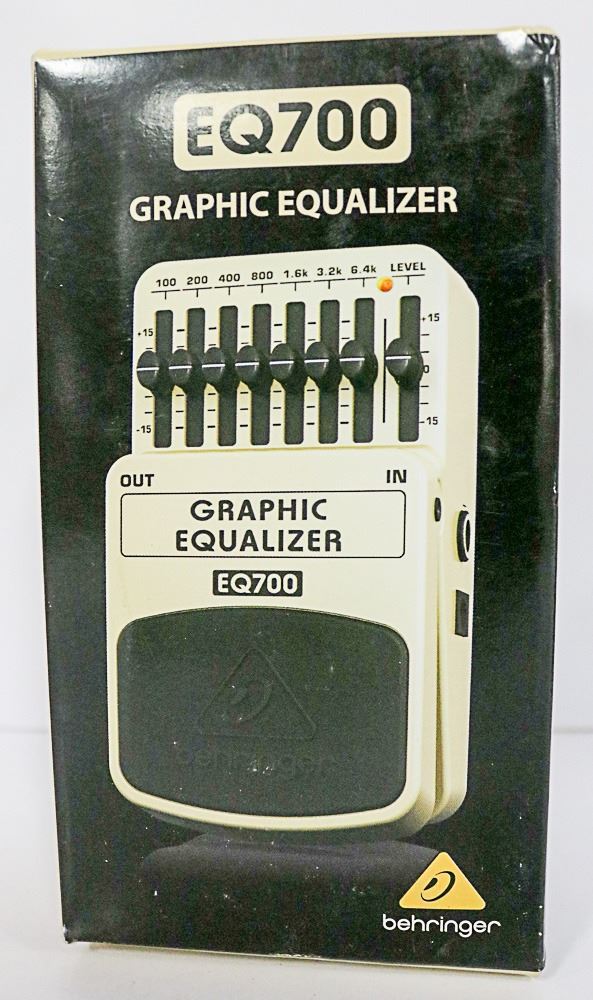 EQ700
GRAPHIC EQUALIZER
100 200 400 800 1.6k 3.2k 6.4k LEVEL
+15 +15
0
-15 -15
OUT IN
GRAPHIC
EQUALIZER
EQ700
behringer
behringer